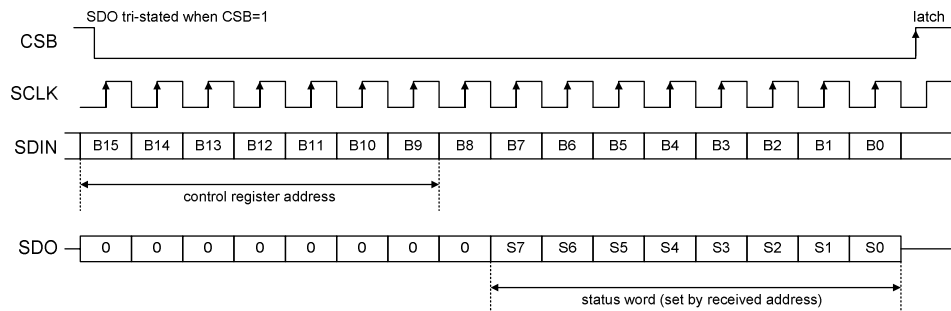 SDO tri-stated when CSB=1
latch
CSB
SCLK
SDIN B15 B14 B13 B12 B11 B10 B9 B8 B7 B6 B5 B4 B3 B2 B1 B0
control register address
SDO 0 0 0 0 0 0 0 0 S7 S6 S5 S4 S3 S2 S1 S0
status word (set by received address)